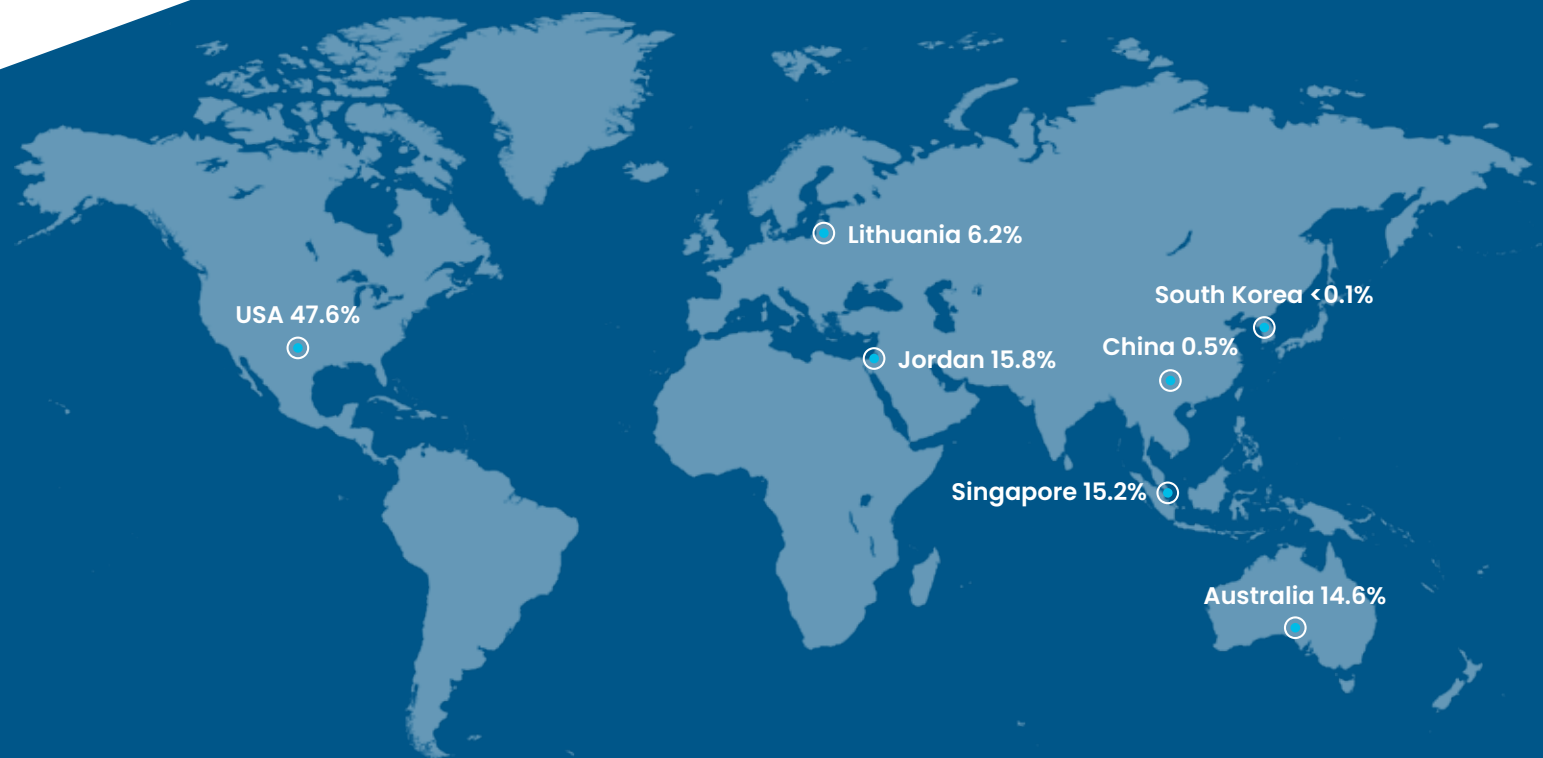 Lithuania 6.2%
South Korea <0.1%
USA 47.6%
China 0.5%
Jordan 15.8%
Singapore 15.2%
Australia 14.6%